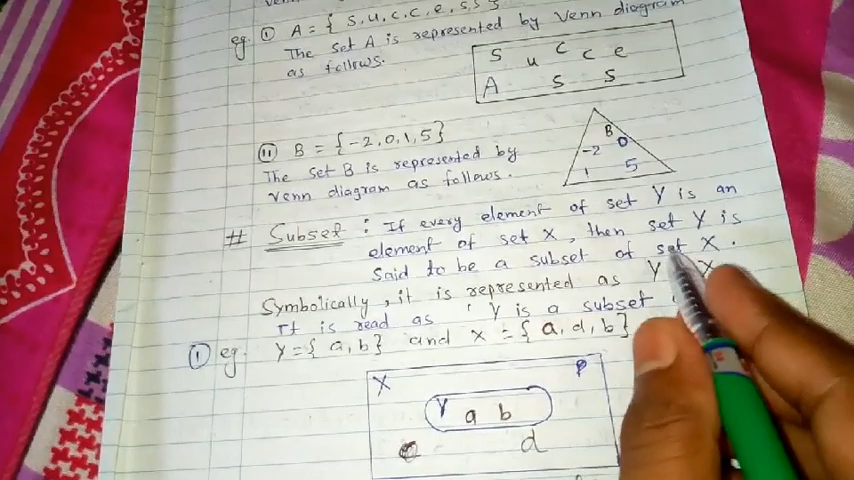 eg. (i) A = { s, u, c, c, e, s s }
The set A is represented by Venn diagram
as follows.
s u c c e
A s s
(ii) B = {-2, 0, 1, 5}
The set B is represented by
venn diagram as follows.
B
-2 0
1 5
# Subset : If every element of set Y is an
element of set X, then set Y is
said to be a subset of set X.
Symbolically, it is represented as Y X
It is read as 'Y is a subset
(1) eg. Y = { a, b } and X = { a, d, b }
X P
Y a b
d